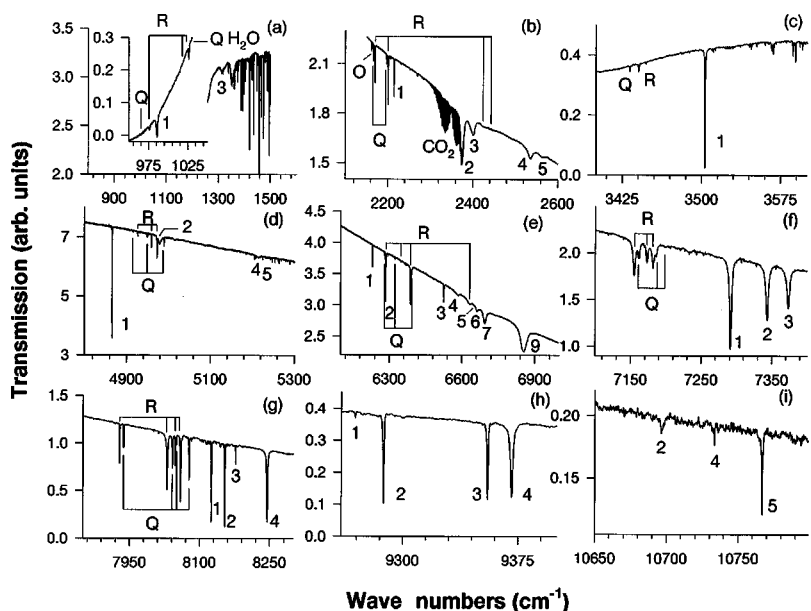 Transmission (arb. units)
Wave numbers (cm⁻¹)
(a)
3.5
3.0
2.5
2.0
R
Q H₂O
0.3
0.2
0.1
0.0
Q
1
3
975 1025
900 1100 1300 1500
(b)
R
2.1
1.8
1.5
O
1
Q
CO₂
2
3
4
5
2200 2400 2600
(c)
0.4
0.2
0.0
Q
R
1
3425 3500 3575
(d)
7
5
3
R
2
Q
4
5
1
4900 5100 5300
(e)
4.0
3.5
3.0
2.5
R
1
2
Q
3
4
5
6
7
9
6300 6600 6900
(f)
2.0
1.5
1.0
R
Q
1
2
3
7150 7250 7350
(g)
1.5
1.0
0.5
0.0
R
Q
1
2
3
4
7950 8100 8250
(h)
0.4
0.3
0.2
0.1
0.0
1
2
3
4
9300 9375
(i)
0.20
0.15
2
4
5
10650 10700 10750